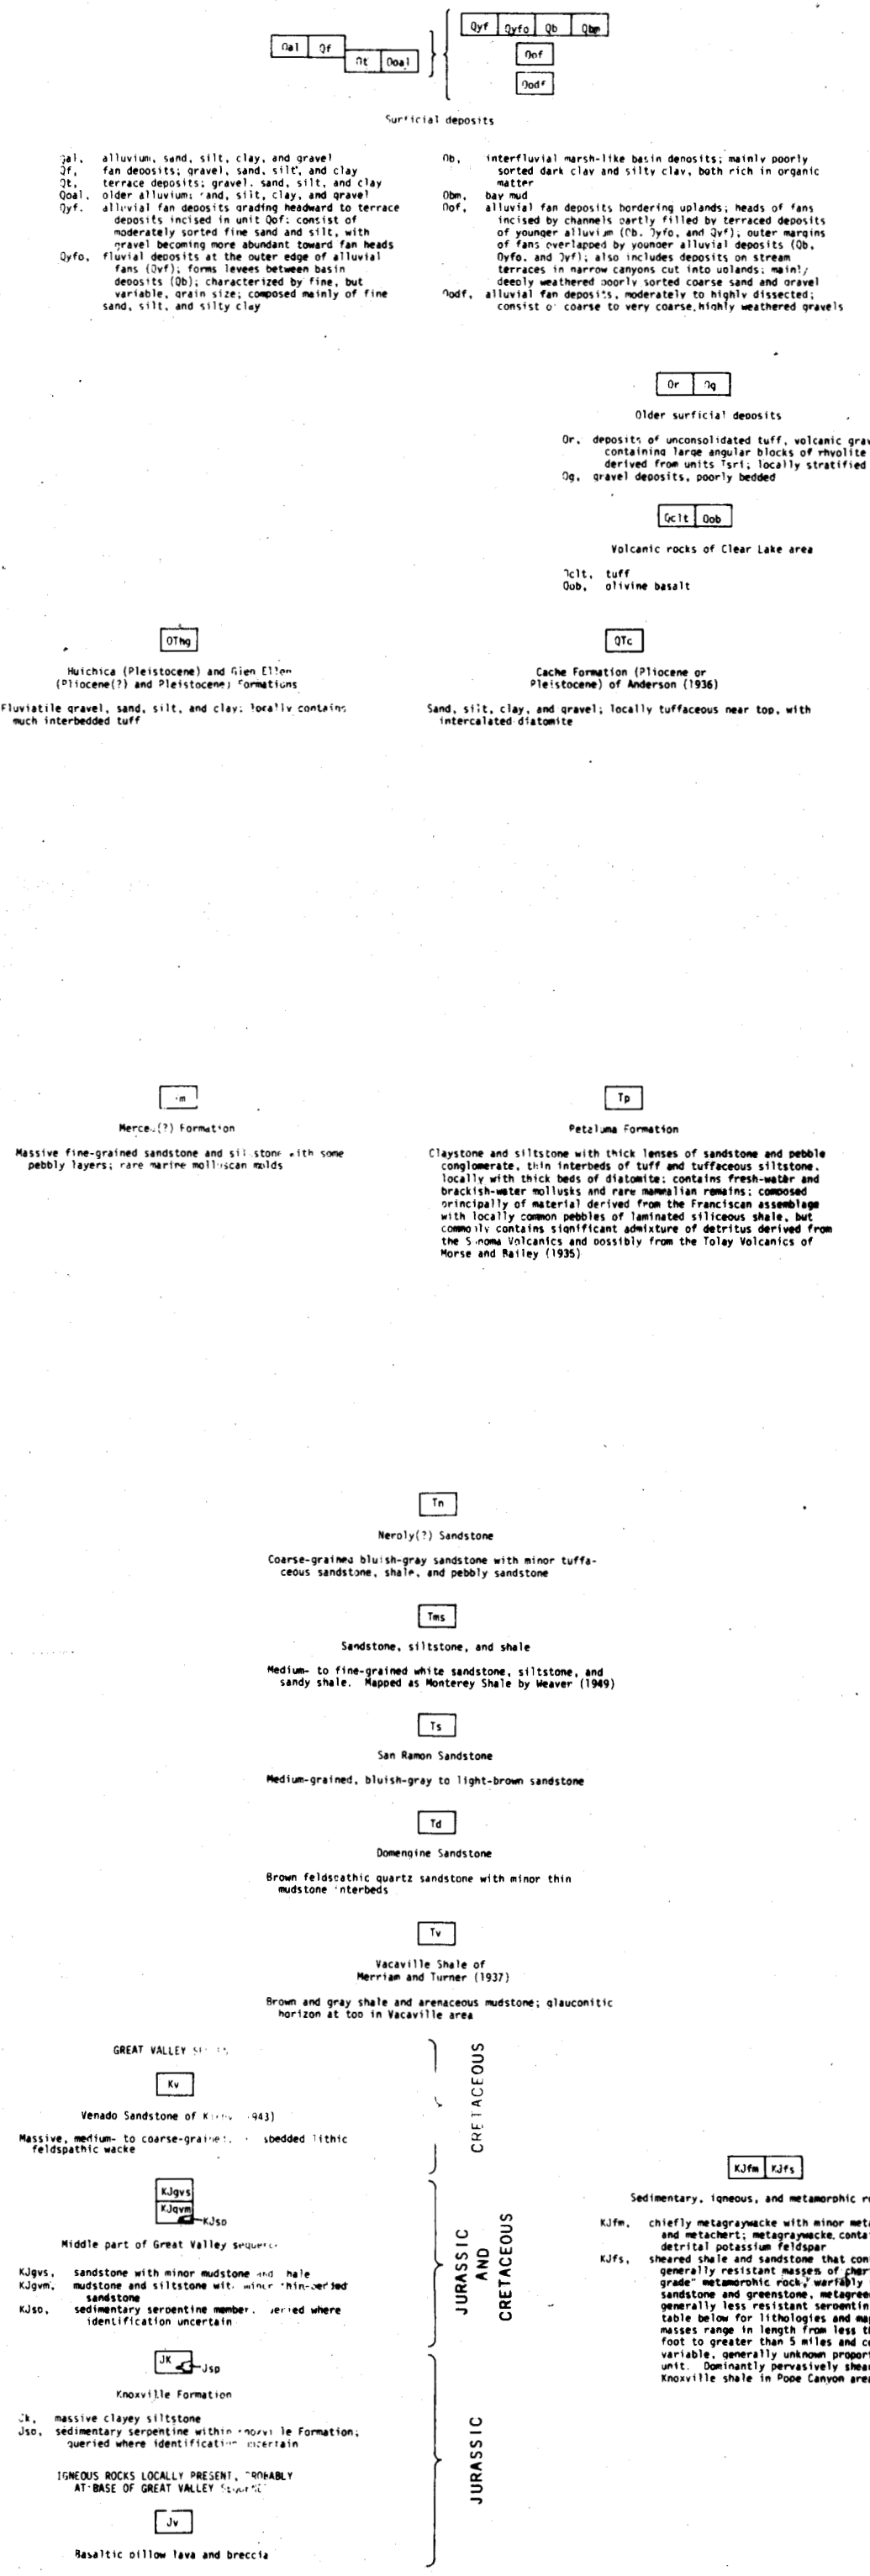 Qal Qf
Qt Qoal
Qyf Qyfo Qb Qbm
Qof
Qodf
Surficial deposits
Qal, alluvium, sand, silt, clay, and gravel
Qf, fan deposits; gravel, sand, silt, and clay
Qt, terrace deposits; gravel, sand, silt, and clay
Qoal, older alluvium; sand, silt, clay, and gravel
Qyf, alluvial fan deposits grading headward to terrace
deposits incised in unit Qof; consist of
moderately sorted fine sand and silt, with
gravel becoming more abundant toward fan heads
Qyfo, fluvial deposits at the outer edge of alluvial
fans (Qyf); forms levees between basin
deposits (Qb); characterized by fine, but
variable, grain size; composed mainly of fine
sand, silt, and silty clay
Qb, interfluvial marsh-like basin deposits; mainly poorly
sorted dark clay and silty clay, both rich in organic
matter
Qbm, bay mud
Qof, alluvial fan deposits bordering uplands; heads of fans
incised by channels partly filled by terraced deposits
of younger alluvium (Qb, Qyfo, and Qyf); outer margins
of fans overlapped by younger alluvial deposits (Qb,
Qyfo, and Qyf); also includes deposits on stream
terraces in narrow canyons cut into uplands; mainly
deeply weathered poorly sorted coarse sand and gravel
Qodf, alluvial fan deposits, moderately to highly dissected;
consist of coarse to very coarse, highly weathered gravels
Qr Qg
Older surficial deposits
Qr, deposits of unconsolidated tuff, volcanic grav
containing large angular blocks of rhyolite
derived from units Tsri; locally stratified
Qg, gravel deposits, poorly bedded
Qclt Qob
Volcanic rocks of Clear Lake area
Qclt, tuff
Qob, olivine basalt
QThg
Huichica (Pleistocene) and Glen Ellen
(Pliocene(?) and Pleistocene) Formations
Fluviatile gravel, sand, silt, and clay; locally contains
much interbedded tuff
QTc
Cache Formation (Pliocene or
Pleistocene) of Anderson (1936)
Sand, silt, clay, and gravel; locally tuffaceous near top, with
intercalated diatomite
m
Merced(?) Formation
Massive fine-grained sandstone and siltstone with some
pebbly layers; rare marine molluscan molds
Tp
Petaluma Formation
Claystone and siltstone with thick lenses of sandstone and pebble
conglomerate, thin interbeds of tuff and tuffaceous siltstone,
locally with thick beds of diatomite; contains fresh-water and
brackish-water mollusks and rare mammalian remains; composed
principally of material derived from the Franciscan assemblage
with locally common pebbles of laminated siliceous shale, but
commonly contains significant admixture of detritus derived from
the Sonoma Volcanics and possibly from the Tolay Volcanics of
Morse and Bailey (1935)
Tn
Neroly(?) Sandstone
Coarse-grained bluish-gray sandstone with minor tuffa-
ceous sandstone, shale, and pebbly sandstone
Tms
Sandstone, siltstone, and shale
Medium- to fine-grained white sandstone, siltstone, and
sandy shale. Mapped as Monterey Shale by Weaver (1949)
Ts
San Ramon Sandstone
Medium-grained, bluish-gray to light-brown sandstone
Td
Domengine Sandstone
Brown feldspathic quartz sandstone with minor thin
mudstone interbeds
Tv
Vacaville Shale of
Merriam and Turner (1937)
Brown and gray shale and arenaceous mudstone; glauconitic
horizon at top in Vacaville area
GREAT VALLEY
Kv
Venado Sandstone of 943)
Massive, medium- to coarse-grained, bedded lithic
feldspathic wacke
CRETACEOUS
KJgvs
KJgvm
KJsp
Middle part of Great Valley sequence
KJgvs, sandstone with minor mudstone and shale
KJgvm, mudstone and siltstone with minor thin-bedded
sandstone
KJsp, sedimentary serpentine member, queried where
identification uncertain
JURASSIC
AND
CRETACEOUS
KJfm KJfs
Sedimentary, igneous, and metamorphic r
KJfm, chiefly metagraywacke with minor meta
and metachert; metagraywacke conta
detrital potassium feldspar
KJfs, sheared shale and sandstone that con
generally resistant masses of cher
grade" metamorphic rock, variably
sandstone and greenstone, metagree
generally less resistant serpentin
table below for lithologies and ma
masses range in length from less t
foot to greater than 5 miles and c
variable, generally unknown propor
unit. Dominantly pervasively shea
Knoxville shale in Pope Canyon area
JK
Jsp
Knoxville Formation
Jk, massive clayey siltstone
Jsp, sedimentary serpentine within Knoxville Formation;
queried where identification uncertain
IGNEOUS ROCKS LOCALLY PRESENT, PROBABLY
AT BASE OF GREAT VALLEY SEQUENCE
Jv
Basaltic pillow lava and breccia
JURASSIC